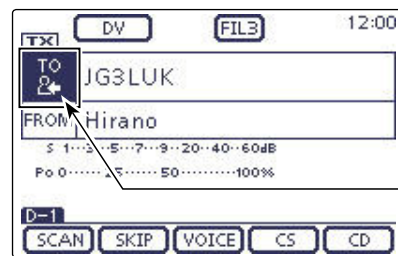 DV FIL3 12:00
TX
TO JG3LUK
FROM Hirano
S 1···3··5··7··9··20··40··60dB
Po 0······25······50··········100%
D-1
SCAN SKIP VOICE CS CD